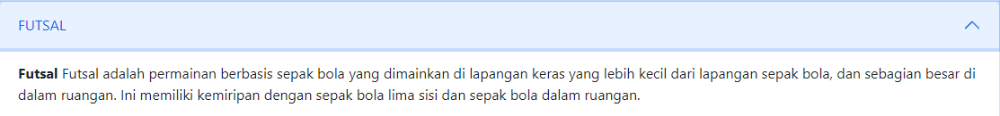 FUTSAL
Futsal Futsal adalah permainan berbasis sepak bola yang dimainkan di lapangan keras yang lebih kecil dari lapangan sepak bola, dan sebagian besar di
dalam ruangan. Ini memiliki kemiripan dengan sepak bola lima sisi dan sepak bola dalam ruangan.